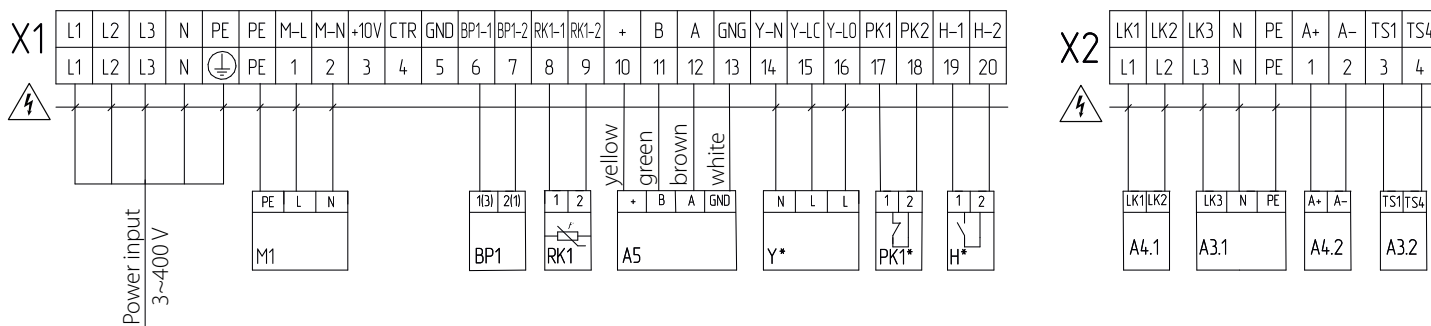 X1
L1 L2 L3 N PE PE M-L M-N +10V CTR GND BP1-1 BP1-2 RK1-1 RK1-2 + B A GNG Y-N Y-LC Y-LO PK1 PK2 H-1 H-2
L1 L2 L3 N PE 1 2 3 4 5 6 7 8 9 10 11 12 13 14 15 16 17 18 19 20
X2
LK1 LK2 LK3 N PE A+ A- TS1 TS4
L1 L2 L3 N PE 1 2 3 4
yellow
green
brown
white
PE L N
M1
1(3) 2(1)
BP1
1 2
RK1
+ B A GND
A5
N L L
Y*
1 2
PK1*
1 2
H*
LK1 LK2
A4.1
LK3 N PE
A3.1
A+ A-
A4.2
TS1 TS4
A3.2
Power input
3~400 V